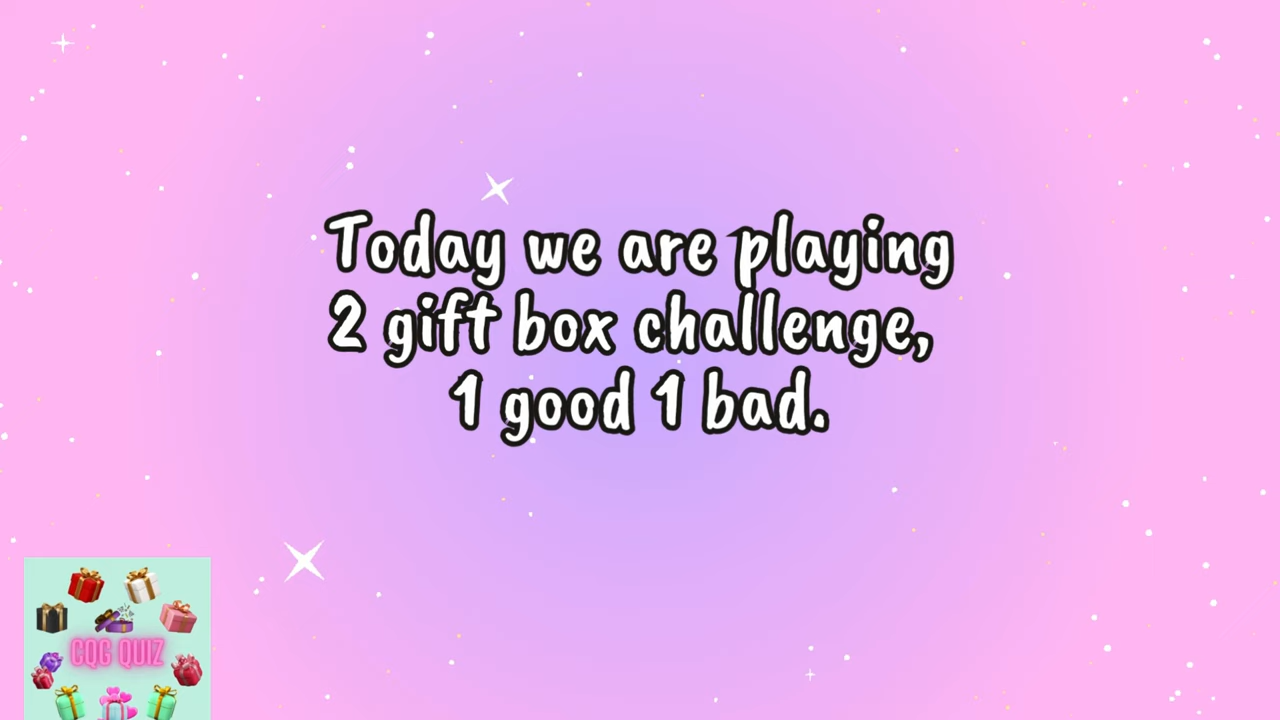 Today we are playing
2 gift box challenge,
1 good 1 bad.
CQG QUIZ